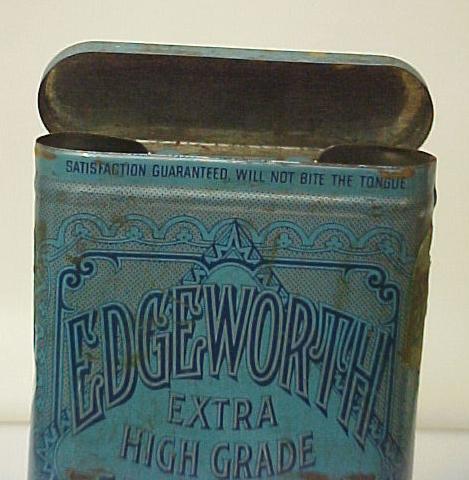 SATISFACTION GUARANTEED, WILL NOT BITE THE TONGUE
EDGEWORTH
EXTRA
HIGH GRADE